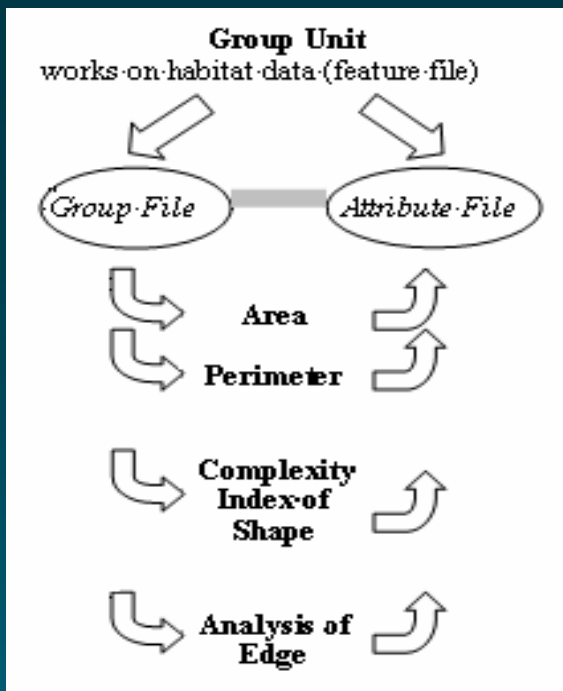 Group Unit
works·on·habitat·data·(feature·file)
Group·File
Attribute·File
Area
Perimeter
Complexity
Index·of
Shape
Analysis of
Edge